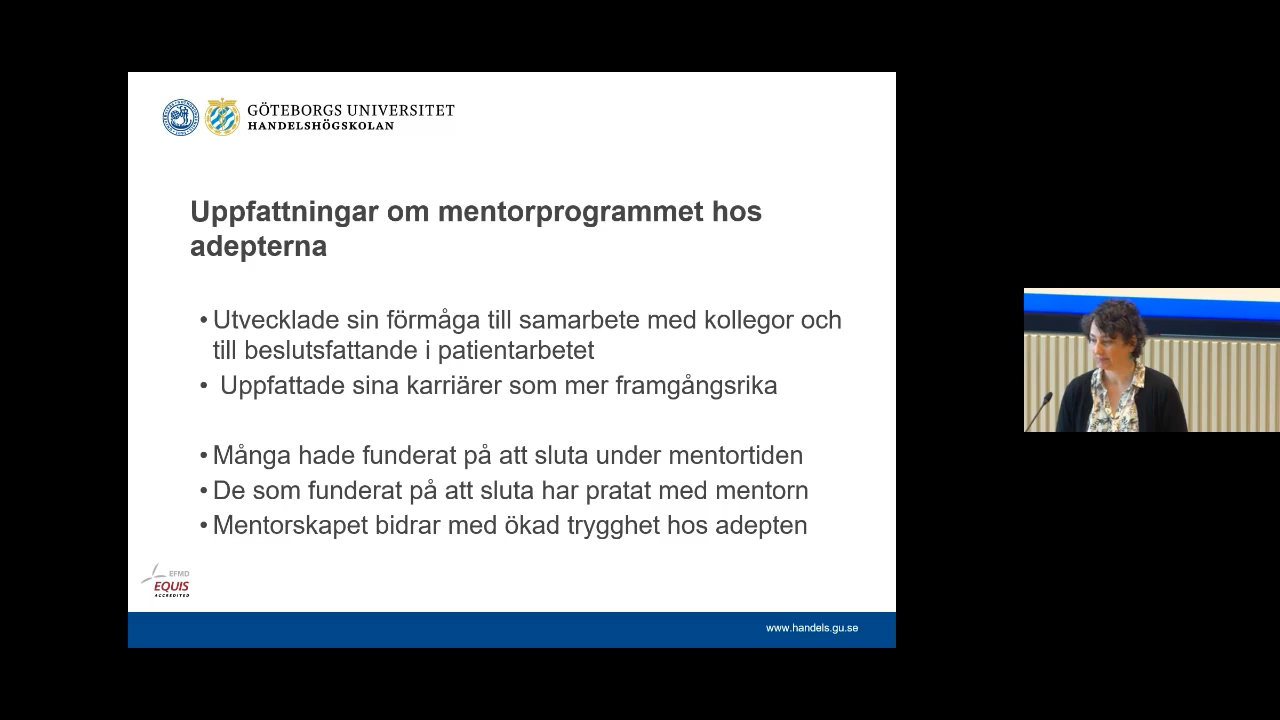 GÖTEBORGS UNIVERSITET
HANDELSHÖGSKOLAN
Uppfattningar om mentorprogrammet hos
adepterna
• Utvecklade sin förmåga till samarbete med kollegor och
till beslutsfattande i patientarbetet
• Uppfattade sina karriärer som mer framgångsrika
• Många hade funderat på att sluta under mentortiden
• De som funderat på att sluta har pratat med mentorn
• Mentorskapet bidrar med ökad trygghet hos adepten
EFMD
EQUIS
ACCREDITED
www.handels.gu.se